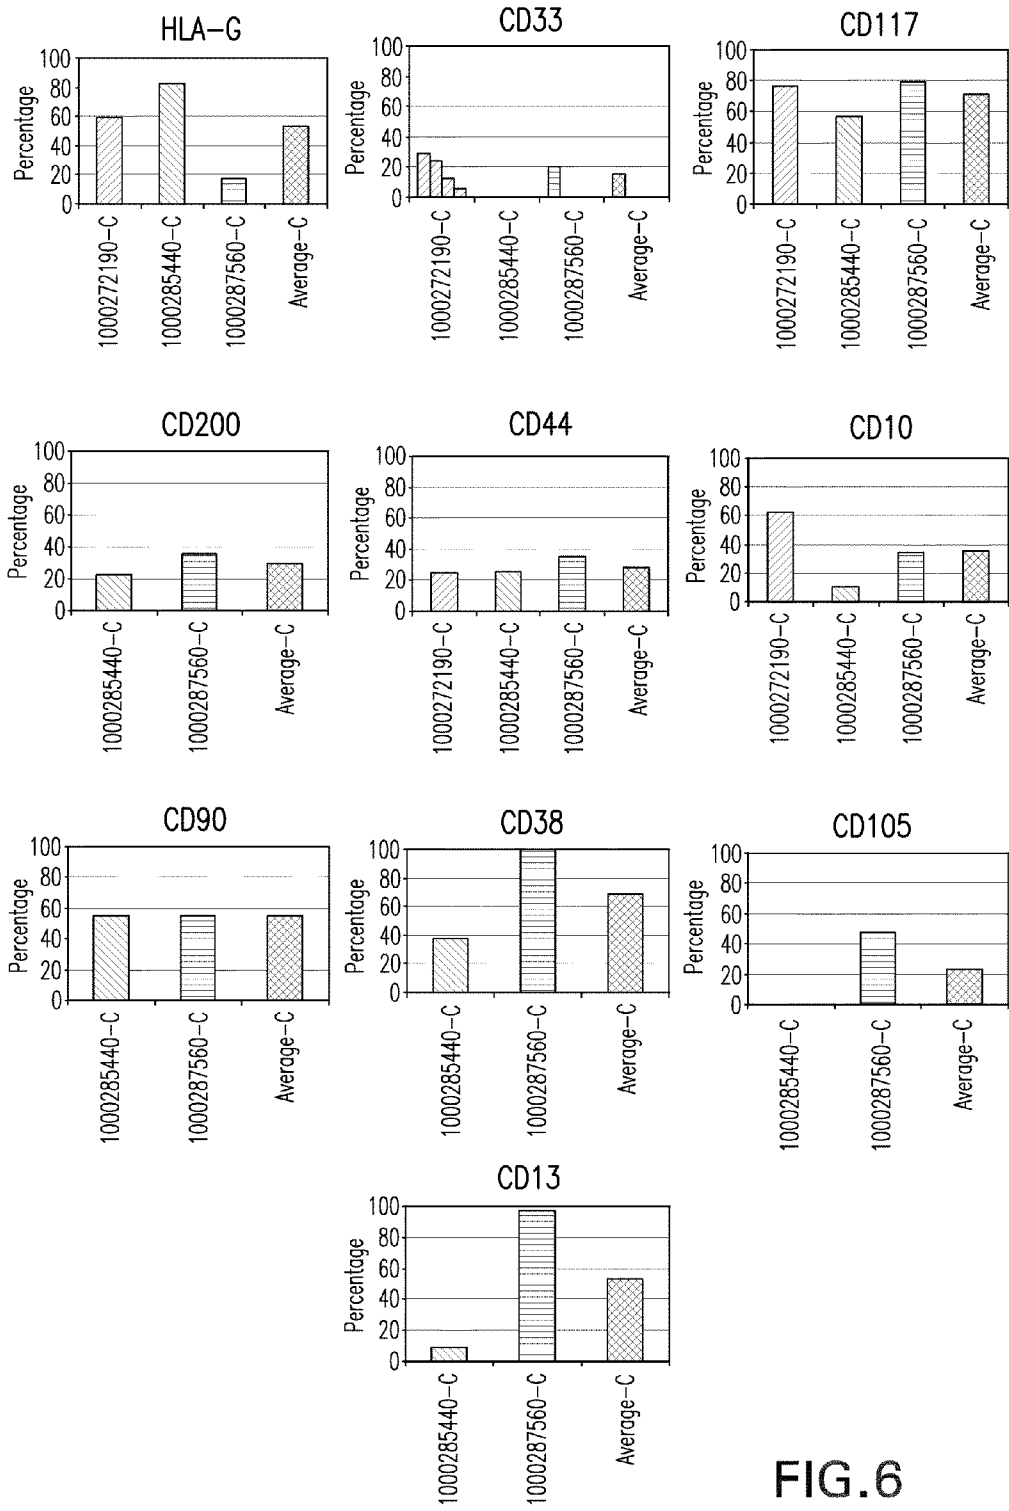 HLA-G
Percentage
100
80
60
40
20
0
1000272190-C
1000285440-C
1000287560-C
Average-C
CD33
100
80
60
40
20
0
Percentage
1000272190-C
1000285440-C
1000287560-C
Average-C
CD117
Percentage
100
80
60
40
20
0
1000272190-C
1000285440-C
1000287560-C
Average-C
CD200
Percentage
100
80
60
40
20
0
1000285440-C
1000287560-C
Average-C
CD44
Percentage
100
80
60
40
20
0
1000272190-C
1000285440-C
1000287560-C
Average-C
CD10
Percentage
100
80
60
40
20
0
1000272190-C
1000285440-C
1000287560-C
Average-C
CD90
Percentage
100
80
60
40
20
0
1000285440-C
1000287560-C
Average-C
CD38
Percentage
100
80
60
40
20
0
1000285440-C
1000287560-C
Average-C
CD105
Percentage
100
80
60
40
20
0
1000285440-C
1000287560-C
Average-C
CD13
Percentage
100
80
60
40
20
0
1000285440-C
1000287560-C
Average-C
FIG.6